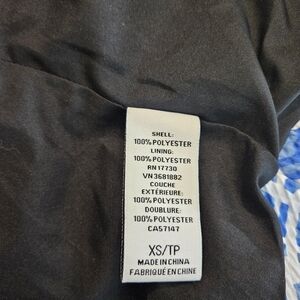 SHELL:
100% POLYESTER
LINING:
100% POLYESTER
RN 17730
VN 3681882
COUCHE
EXTÉRIEURE:
100% POLYESTER
DOUBLURE:
100% POLYESTER
CA57147
XS/TP
MADE IN CHINA
FABRIQUÉ EN CHINE